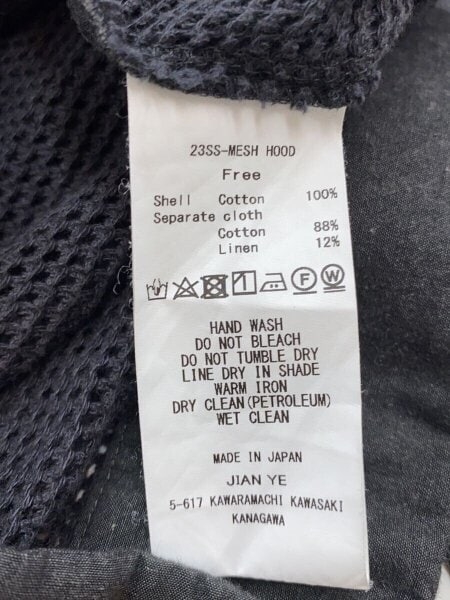 23SS-MESH HOOD
Free
Shell Cotton 100%
Separate cloth
Cotton 88%
Linen 12%
F W
HAND WASH
DO NOT BLEACH
DO NOT TUMBLE DRY
LINE DRY IN SHADE
WARM IRON
DRY CLEAN(PETROLEUM)
WET CLEAN
MADE IN JAPAN
JIAN YE
5-617 KAWARAMACHI KAWASAKI
KANAGAWA